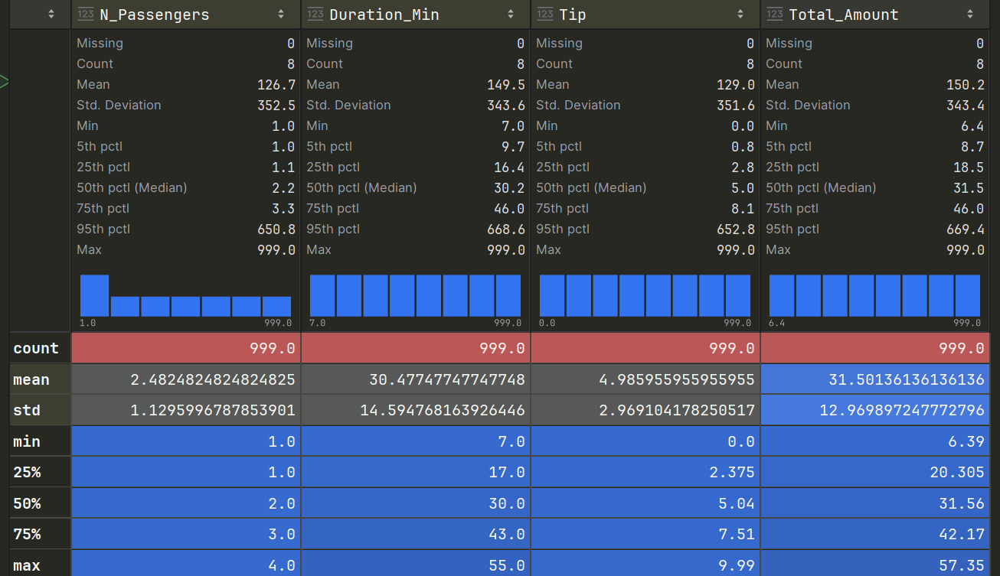 123 N_Passengers 123 Duration_Min 123 Tip 123 Total_Amount
Missing 0 Missing 0 Missing 0 Missing 0
Count 8 Count 8 Count 8 Count 8
Mean 126.7 Mean 149.5 Mean 129.0 Mean 150.2
Std. Deviation 352.5 Std. Deviation 343.6 Std. Deviation 351.6 Std. Deviation 343.4
Min 1.0 Min 7.0 Min 0.0 Min 6.4
5th pctl 1.0 5th pctl 9.7 5th pctl 0.8 5th pctl 8.7
25th pctl 1.1 25th pctl 16.4 25th pctl 2.8 25th pctl 18.5
50th pctl (Median) 2.2 50th pctl (Median) 30.2 50th pctl (Median) 5.0 50th pctl (Median) 31.5
75th pctl 3.3 75th pctl 46.0 75th pctl 8.1 75th pctl 46.0
95th pctl 650.8 95th pctl 668.6 95th pctl 652.8 95th pctl 669.4
Max 999.0 Max 999.0 Max 999.0 Max 999.0
1.0 999.0 7.0 999.0 0.0 999.0 6.4 999.0
count 999.0 999.0 999.0 999.0
mean 2.4824824824824825 30.47747747747748 4.985955955955955 31.50136136136136
std 1.1295996787853901 14.594768163926446 2.969104178250517 12.969897247772796
min 1.0 7.0 0.0 6.39
25% 1.0 17.0 2.375 20.305
50% 2.0 30.0 5.04 31.56
75% 3.0 43.0 7.51 42.17
max 4.0 55.0 9.99 57.35